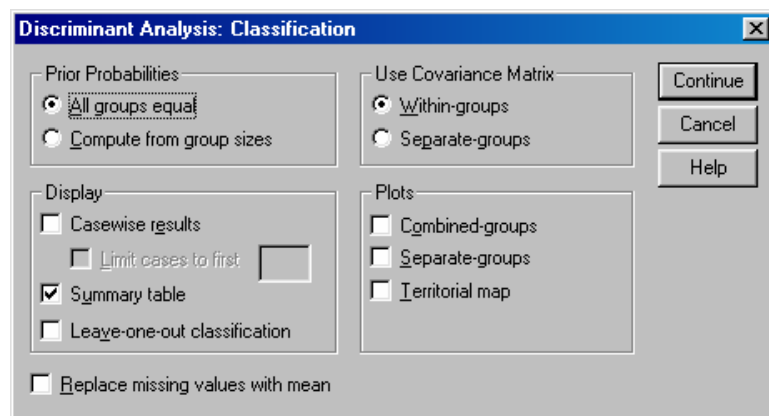 Discriminant Analysis: Classification
Prior Probabilities
All groups equal
Compute from group sizes
Use Covariance Matrix
Within-groups
Separate-groups
Continue
Cancel
Help
Display
Casewise results
Limit cases to first
Summary table
Leave-one-out classification
Plots
Combined-groups
Separate-groups
Territorial map
Replace missing values with mean